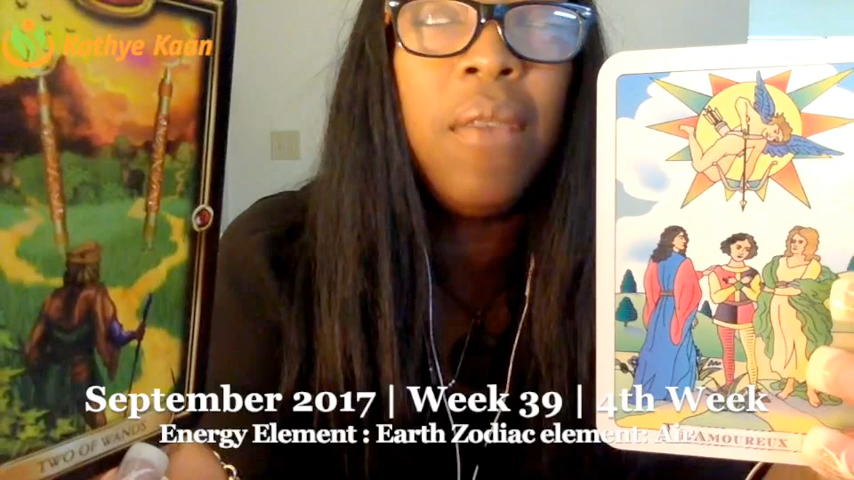 Kathye Kaan
September 2017 | Week 39 | 4th Week
Energy Element : Earth Zodiac element: Air
TWO OF WANDS
AMOUREUX